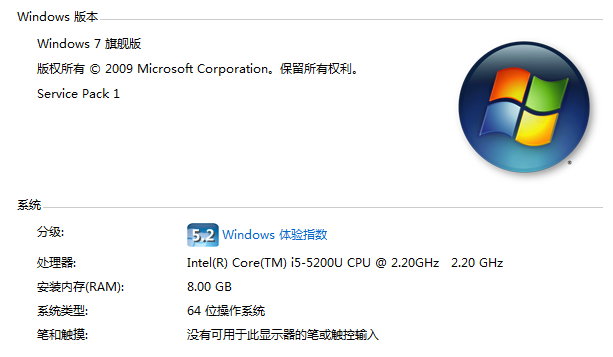 Windows 版本
Windows 7 旗舰版
版权所有 © 2009 Microsoft Corporation。保留所有权利。
Service Pack 1
系统
分级: 5.2 Windows 体验指数
处理器: Intel(R) Core(TM) i5-5200U CPU @ 2.20GHz 2.20 GHz
安装内存(RAM): 8.00 GB
系统类型: 64 位操作系统
笔和触摸: 没有可用于此显示器的笔或触控输入